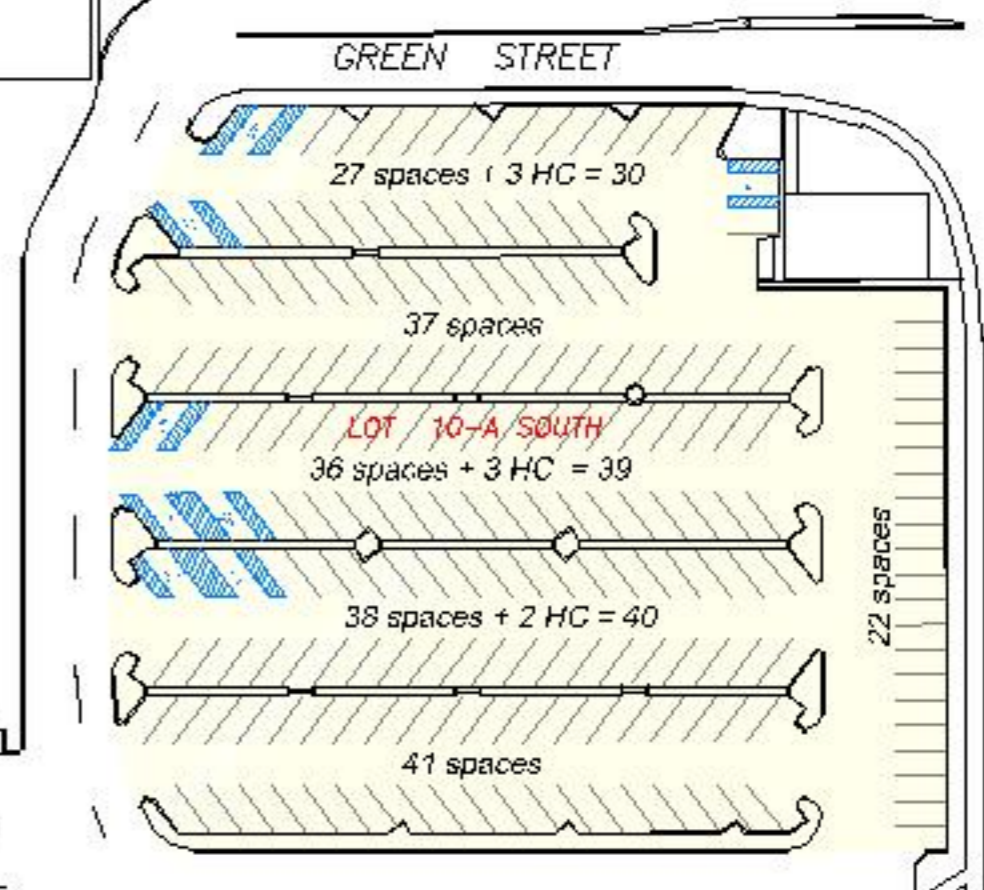 GREEN STREET
27 spaces + 3 HC = 30
37 spaces
LOT 10-A SOUTH
36 spaces + 3 HC = 39
38 spaces + 2 HC = 40
22 spaces
41 spaces